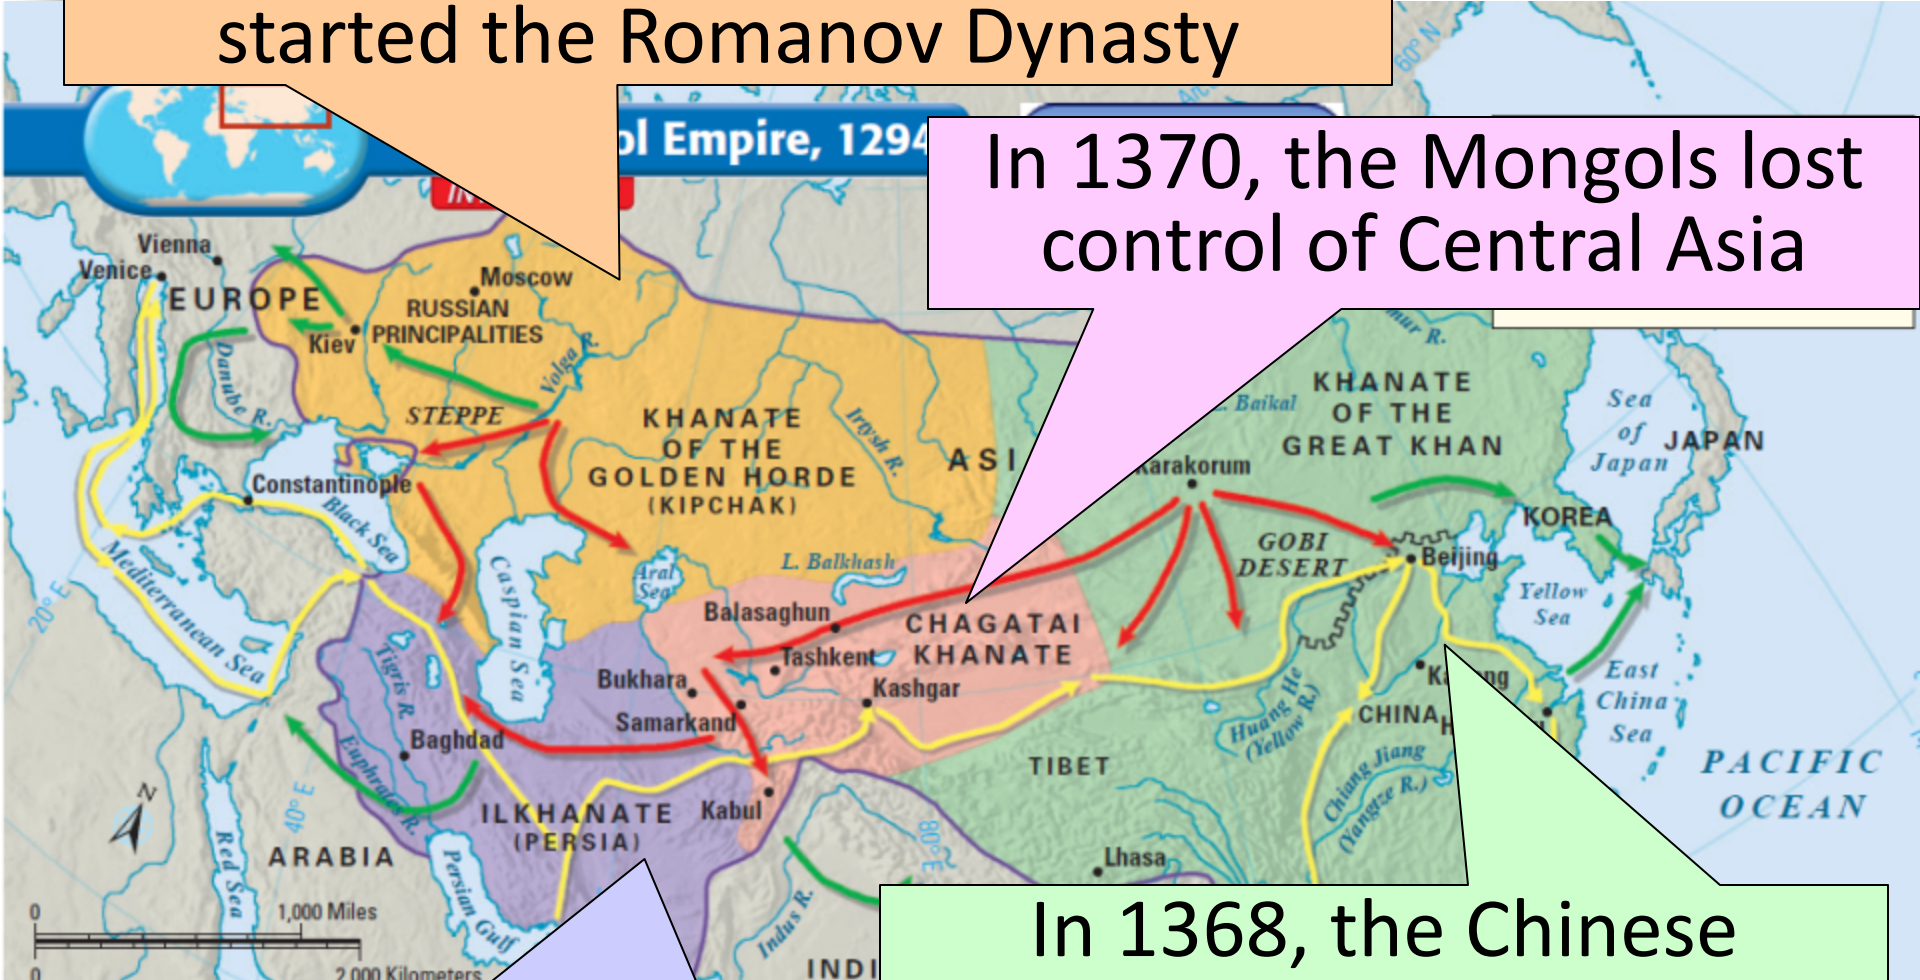 started the Romanov Dynasty
60° N
ol Empire, 1294
In 1370, the Mongols lost
control of Central Asia
Vienna
Venice
EUROPE
Moscow
RUSSIAN
PRINCIPALITIES
Kiev
Danube R.
Volga R.
STEPPE
KHANATE
OF THE
GOLDEN HORDE
(KIPCHAK)
Irtysh R.
ASI
mur R.
L. Baikal
KHANATE
OF THE
GREAT KHAN
Sea
of
Japan
JAPAN
Karakorum
Constantinople
Black Sea
KOREA
GOBI
DESERT
Beijing
Mediterranean Sea
20° E
Caspian Sea
Aral
Sea
L. Balkhash
Yellow
Sea
Balasaghun
CHAGATAI
KHANATE
Tashkent
Bukhara
Kashgar
Samarkand
Tigris R.
Baghdad
Euphrates R.
Huang He
(Yellow R.)
CHINA
East
China
Sea
TIBET
Chiang Jiang
(Yangtze R.)
PACIFIC
OCEAN
N
40° E
ILKHANATE
(PERSIA)
Kabul
80° E
ARABIA
Red Sea
Persian Gulf
Lhasa
Indus R.
0
1,000 Miles
0
2,000 Kilometers
INDI
In 1368, the Chinese